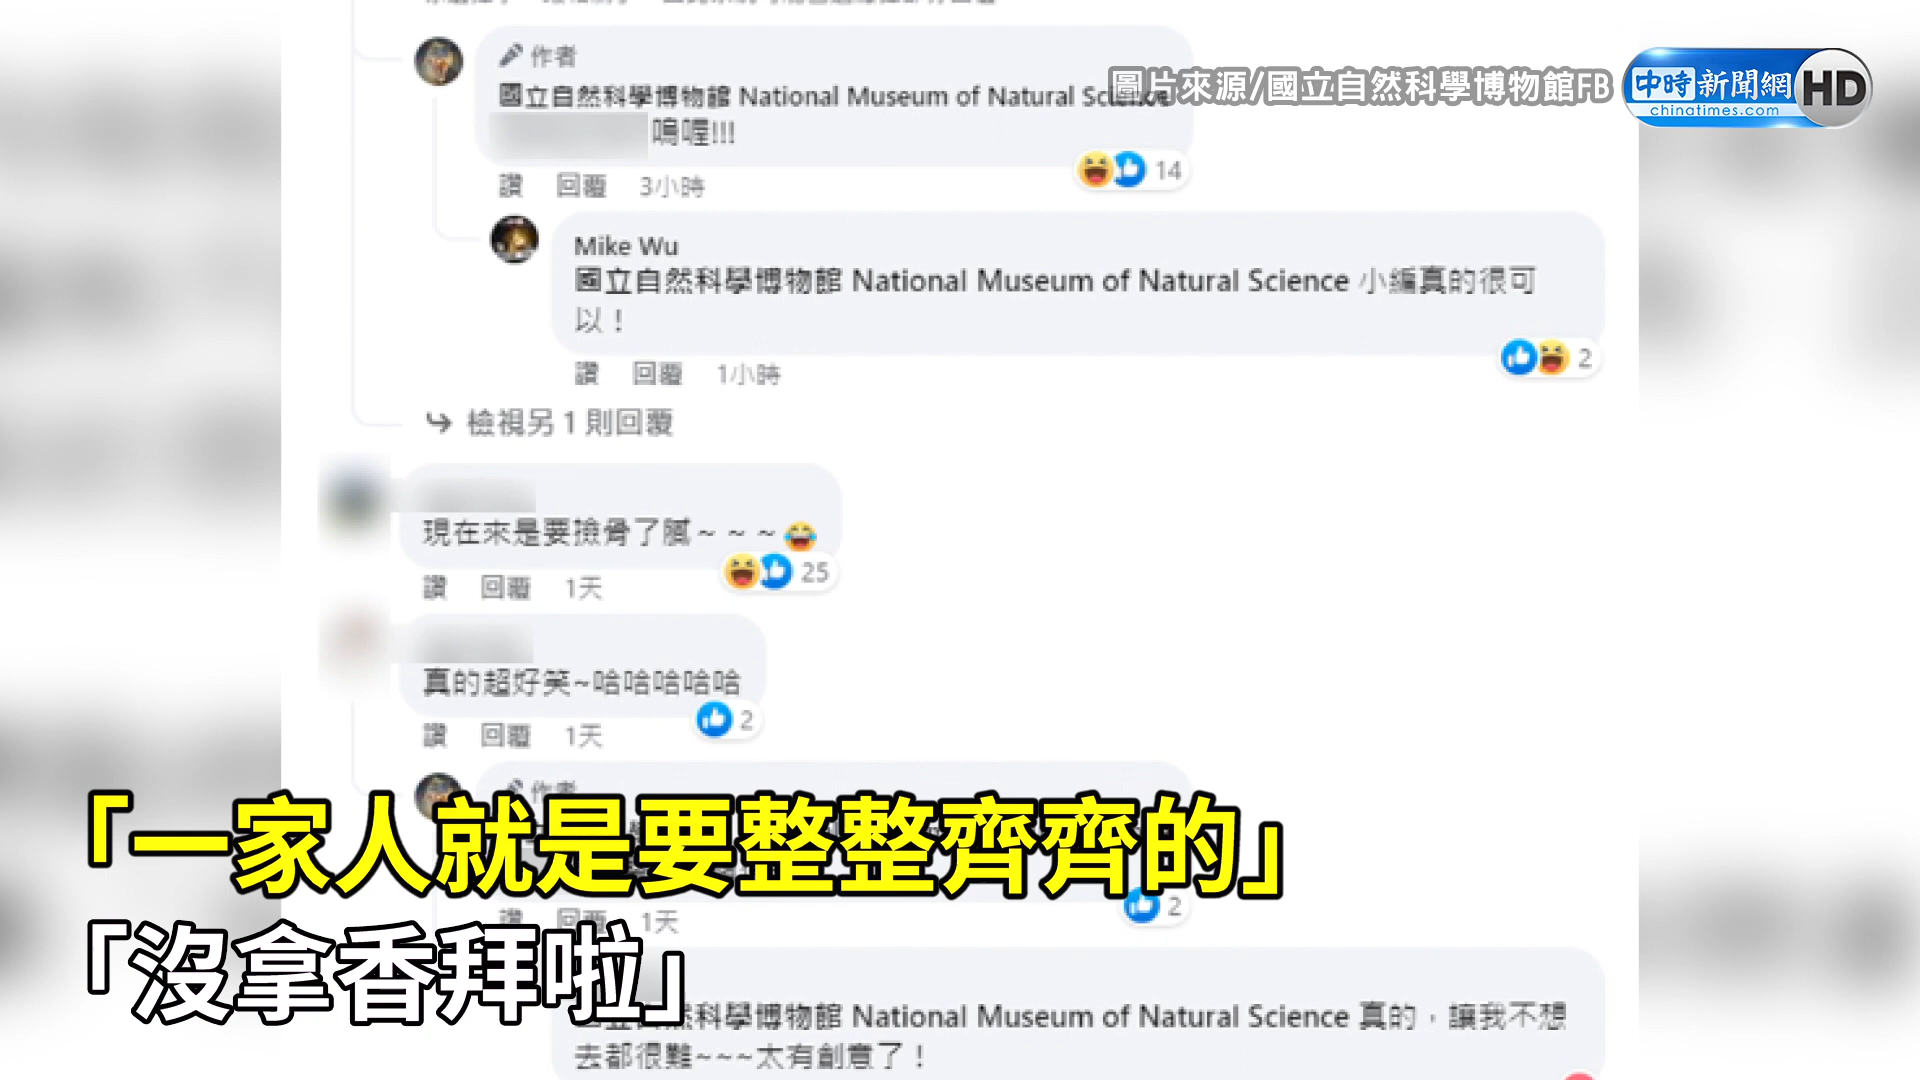 作者
國立自然科學博物館 National Museum of Natural Science
嗚喔!!!
圖片來源/國立自然科學博物館FB
中時新聞網 HD
chinatimes.com
14
讚 回覆 3小時
Mike Wu
國立自然科學博物館 National Museum of Natural Science 小編真的很可
以！
2
讚 回覆 1小時
檢視另 1 則回覆
現在來是要撿骨了膩～～～
25
讚 回覆 1天
真的超好笑~哈哈哈哈哈
2
讚 回覆 1天
作者
「一家人就是要整整齊齊的」
2
讚 回覆 1天
「沒拿香拜啦」
國立自然科學博物館 National Museum of Natural Science 真的，讓我不想
去都很難~~~太有創意了！